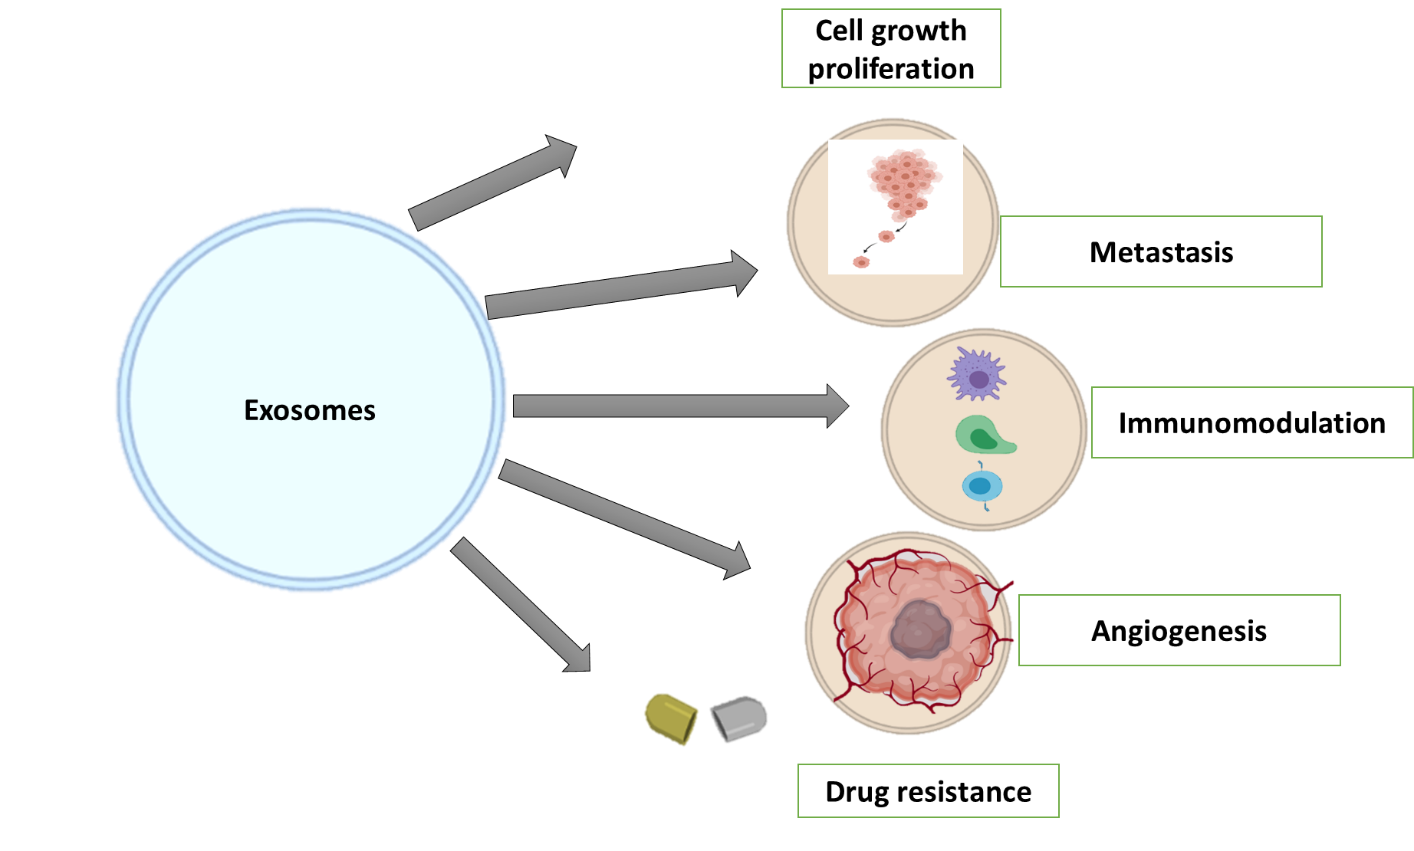 Cell growth
proliferation
Metastasis
Exosomes
Immunomodulation
Angiogenesis
Drug resistance